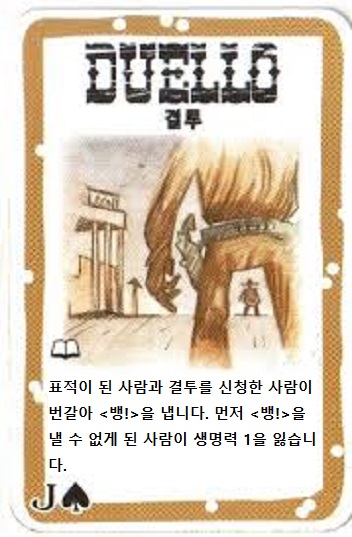 DUELLO
결투
표적이 된 사람과 결투를 신청한 사람이
번갈아 <뱅!>을 냅니다. 먼저 <뱅!>을
낼 수 없게 된 사람이 생명력 1을 잃습니
다.
J♠